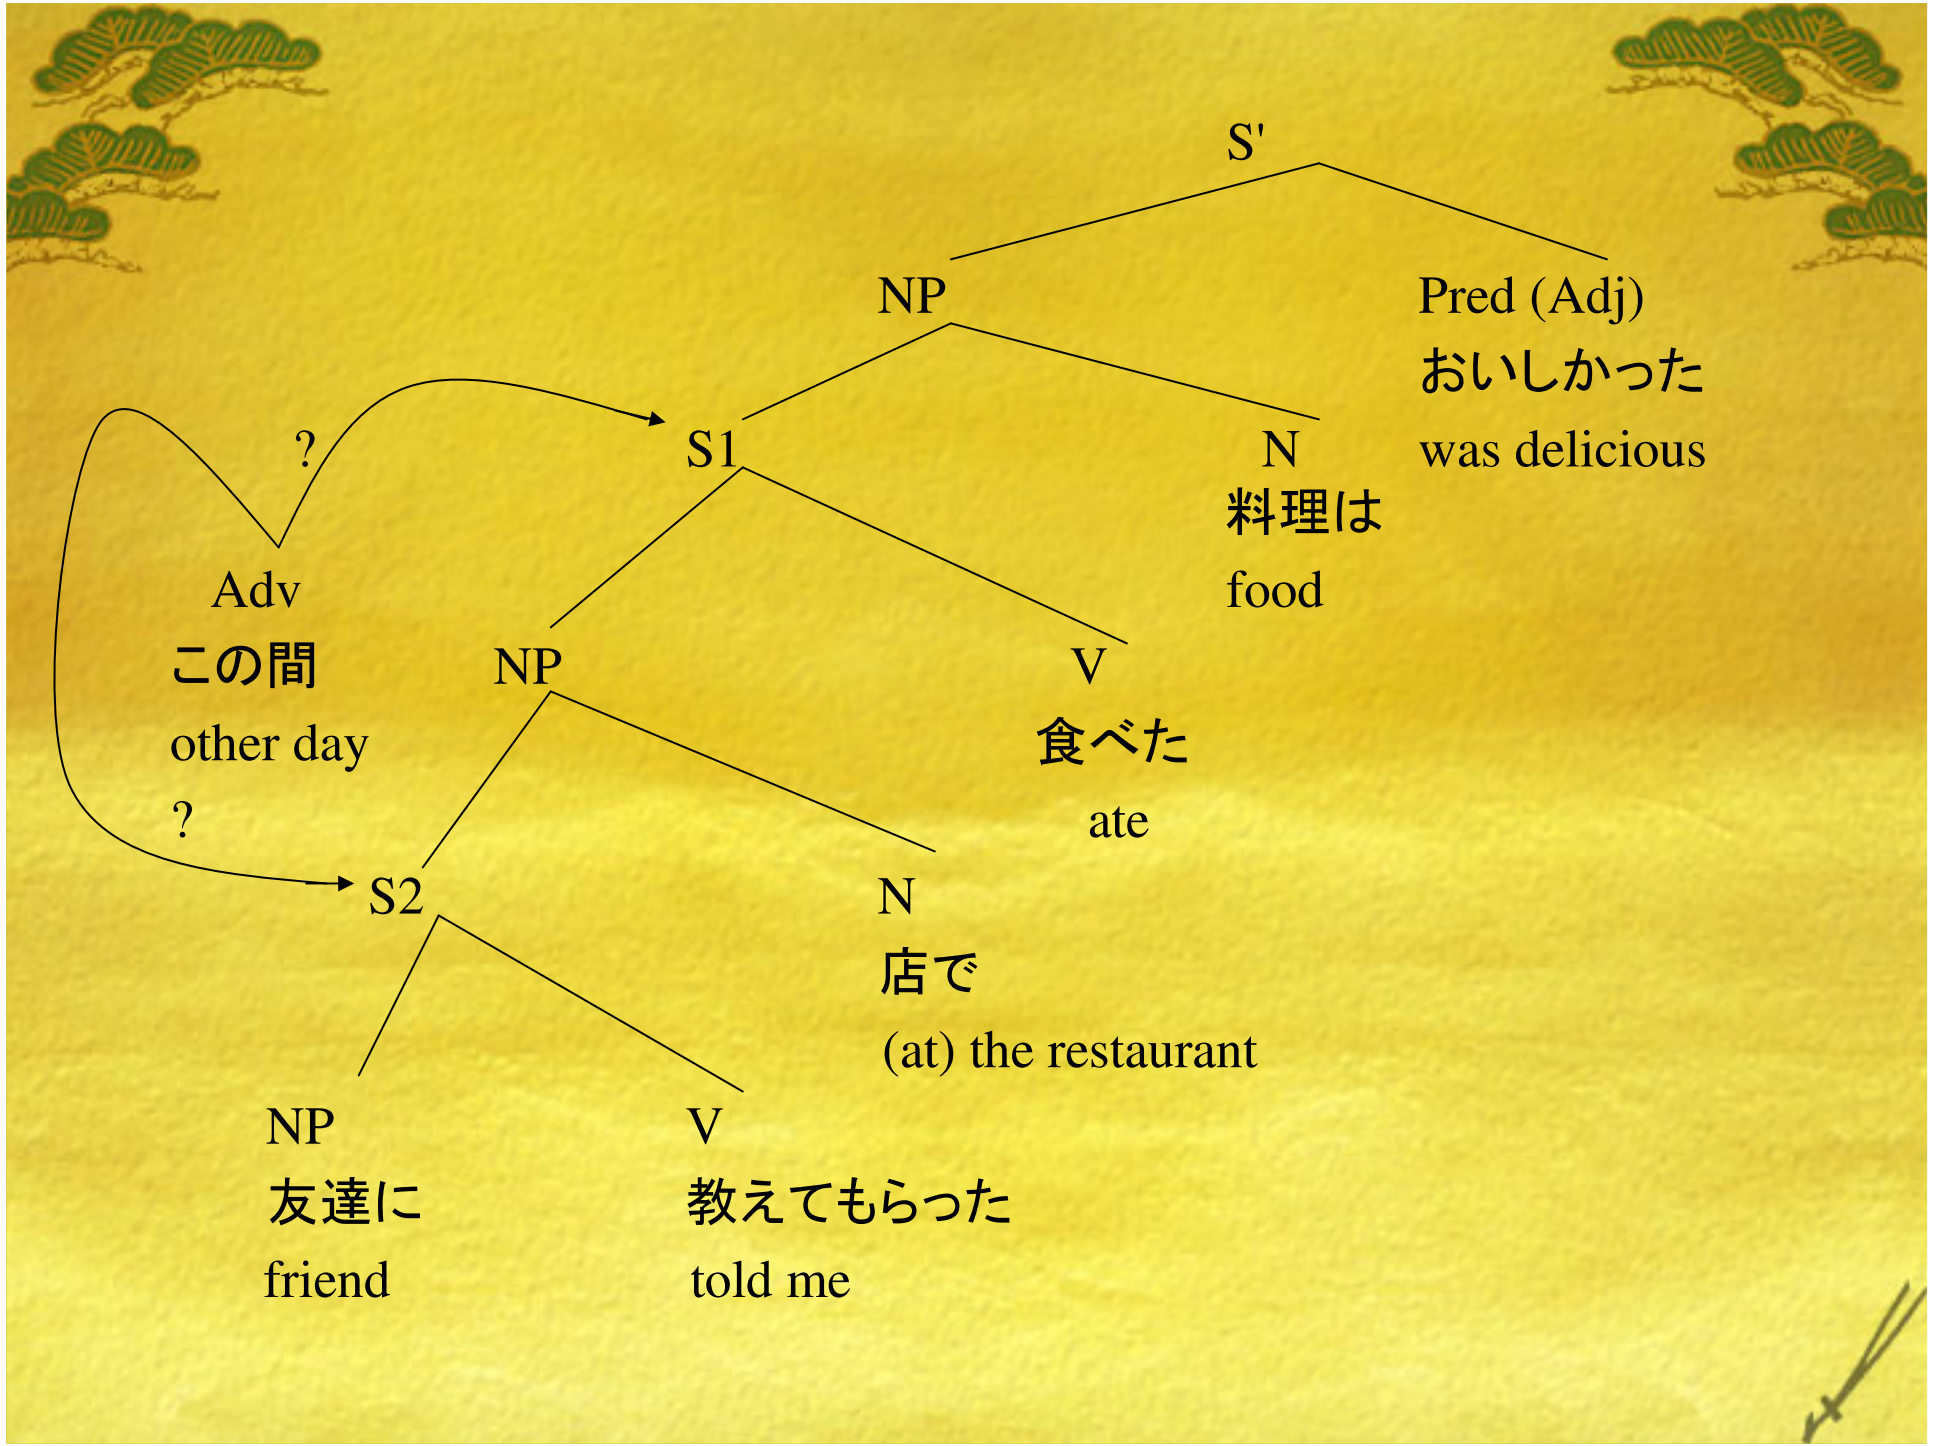 S'
NP
Pred (Adj)
おいしかった
was delicious
?
S1
N
料理は
food
Adv
この間
other day
?
NP
V
食べた
ate
S2
N
店で
(at) the restaurant
NP
V
友達に
教えてもらった
friend
told me